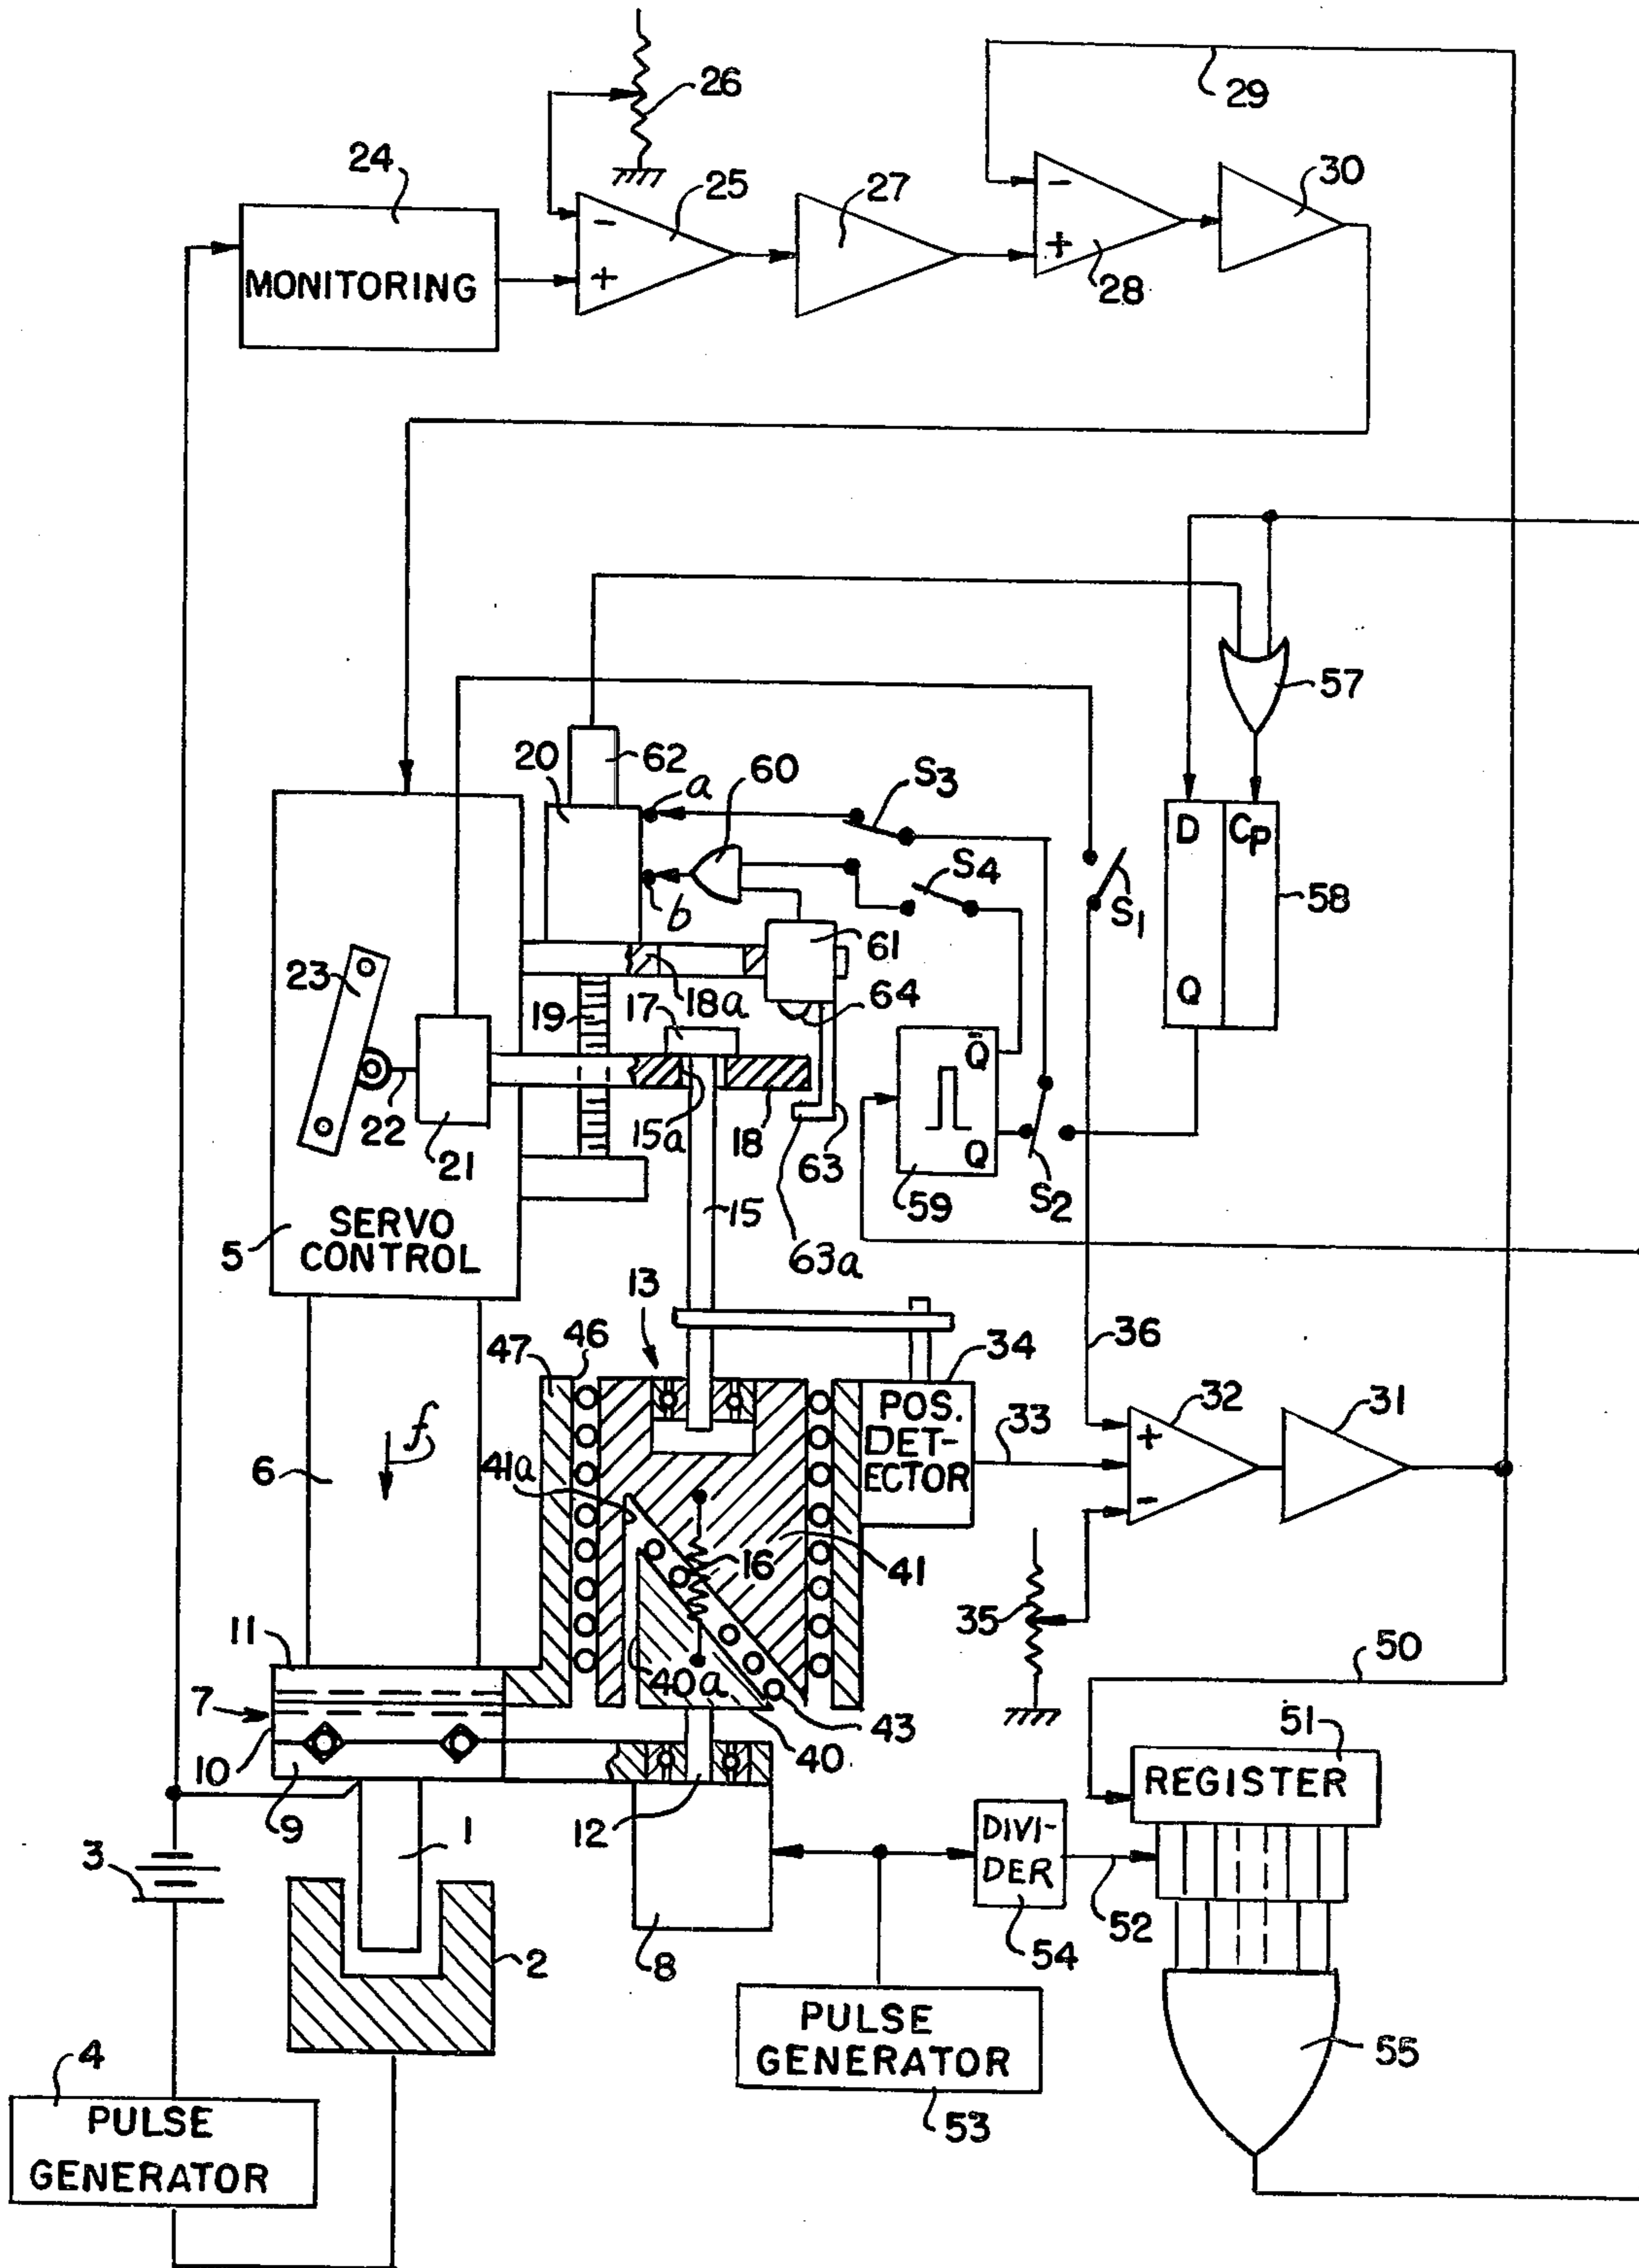 26
29
24
25
27
30
-
-
MONITORING
+
+
28
57
20
62
a
60
S3
D
Cp
S4
b
S1
58
61
23
18a
64
19
17
Q
Q̄
22
21
15a
18
63
Q
59
S2
15
63a
SERVO
CONTROL
5
13
36
46
47
34
32
31
POS.
DET-
ECTOR
33
+
-
f
41a
6
16
41
35
11
40a
50
7
43
51
40
REGISTER
10
9
12
1
3
DIVI-
DER
52
54
2
8
PULSE
GENERATOR
55
4
53
PULSE
GENERATOR